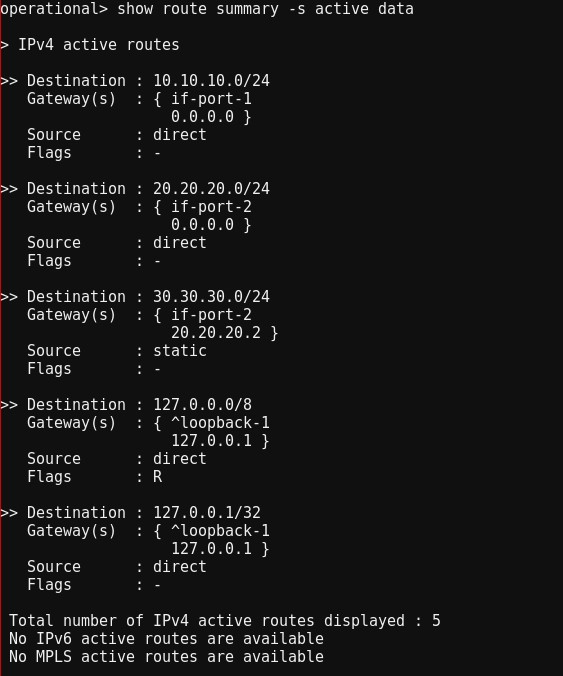 operational> show route summary -s active data
> IPv4 active routes
>> Destination : 10.10.10.0/24
Gateway(s) : { if-port-1
0.0.0.0 }
Source : direct
Flags : -
>> Destination : 20.20.20.0/24
Gateway(s) : { if-port-2
0.0.0.0 }
Source : direct
Flags : -
>> Destination : 30.30.30.0/24
Gateway(s) : { if-port-2
20.20.20.2 }
Source : static
Flags : -
>> Destination : 127.0.0.0/8
Gateway(s) : { ^loopback-1
127.0.0.1 }
Source : direct
Flags : R
>> Destination : 127.0.0.1/32
Gateway(s) : { ^loopback-1
127.0.0.1 }
Source : direct
Flags : -
Total number of IPv4 active routes displayed : 5
No IPv6 active routes are available
No MPLS active routes are available